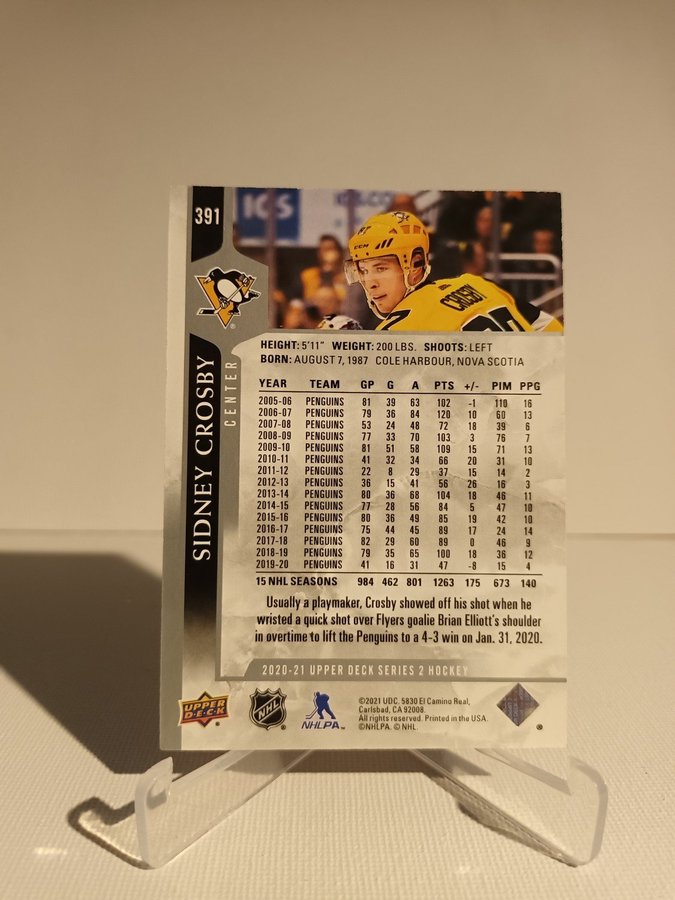 391
IGS
CCM
CROSBY
SIDNEY CROSBY
CENTER
HEIGHT: 5'11" WEIGHT: 200 LBS. SHOOTS: LEFT
BORN: AUGUST 7, 1987 COLE HARBOUR, NOVA SCOTIA
YEAR TEAM GP G A PTS +/- PIM PPG
2005-06 PENGUINS 81 39 63 102 -1 110 16
2006-07 PENGUINS 79 36 84 120 10 60 13
2007-08 PENGUINS 53 24 48 72 18 39 6
2008-09 PENGUINS 77 33 70 103 3 76 7
2009-10 PENGUINS 81 51 58 109 15 71 13
2010-11 PENGUINS 41 32 34 66 20 31 10
2011-12 PENGUINS 22 8 29 37 15 14 2
2012-13 PENGUINS 36 15 41 56 26 16 3
2013-14 PENGUINS 80 36 68 104 18 46 11
2014-15 PENGUINS 77 28 56 84 5 47 10
2015-16 PENGUINS 80 36 49 85 19 42 10
2016-17 PENGUINS 75 44 45 89 17 24 14
2017-18 PENGUINS 82 29 60 89 0 46 9
2018-19 PENGUINS 79 35 65 100 18 36 12
2019-20 PENGUINS 41 16 31 47 -8 15 4
15 NHL SEASONS 984 462 801 1263 175 673 140
Usually a playmaker, Crosby showed off his shot when he
wristed a quick shot over Flyers goalie Brian Elliott's shoulder
in overtime to lift the Penguins to a 4-3 win on Jan. 31, 2020.
2020-21 UPPER DECK SERIES 2 HOCKEY
UPPER DECK
NHL
NHLPA
©2021 UDC. 5830 El Camino Real,
Carlsbad, CA 92008.
All rights reserved. Printed in the USA.
©NHLPA. © NHL.